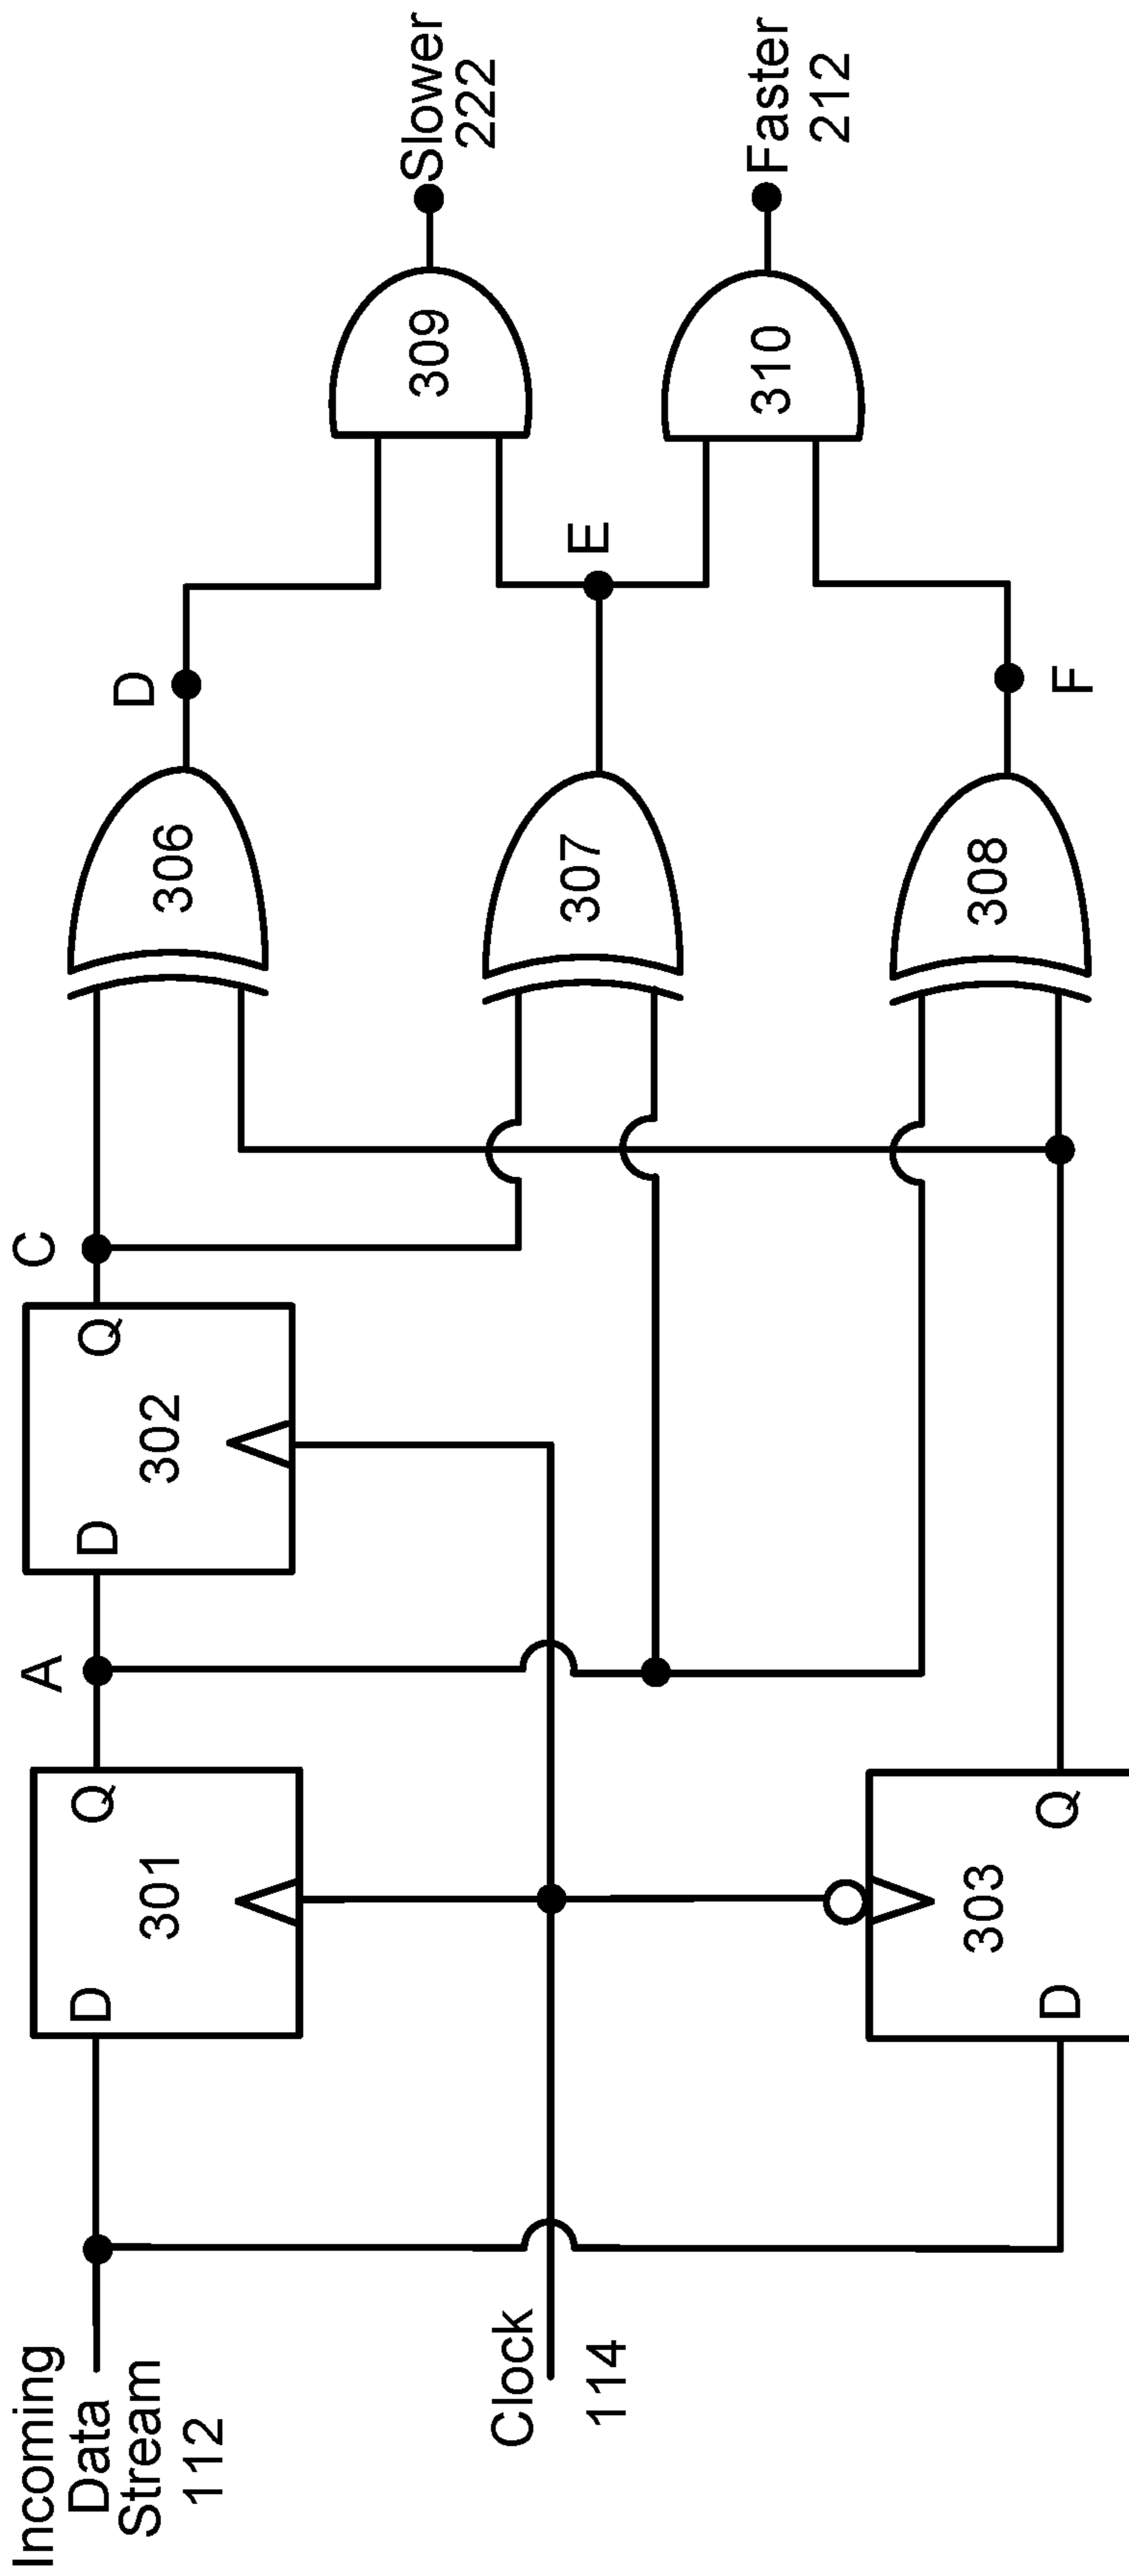 Incoming
Data
Stream
112
Clock
114
D
Q
301
A
D
Q
302
C
D
Q
303
306
307
308
D
E
F
309
310
Slower
222
Faster
212